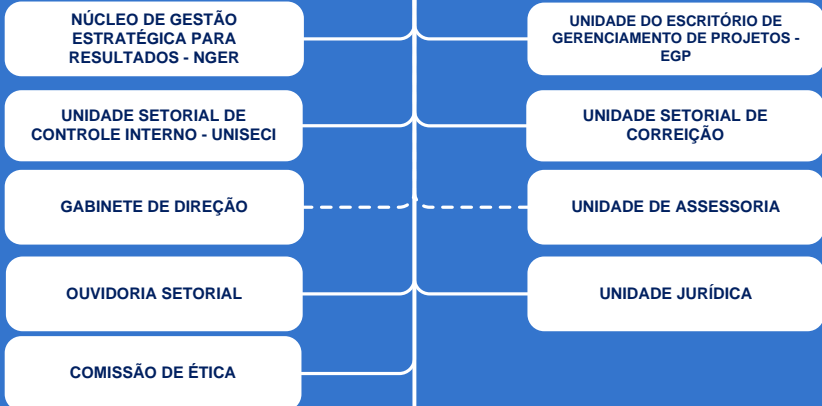 NÚCLEO DE GESTÃO
ESTRATÉGICA PARA
RESULTADOS - NGER
UNIDADE DO ESCRITÓRIO DE
GERENCIAMENTO DE PROJETOS -
EGP
UNIDADE SETORIAL DE
CONTROLE INTERNO - UNISECI
UNIDADE SETORIAL DE
CORREIÇÃO
GABINETE DE DIREÇÃO
UNIDADE DE ASSESSORIA
OUVIDORIA SETORIAL
UNIDADE JURÍDICA
COMISSÃO DE ÉTICA